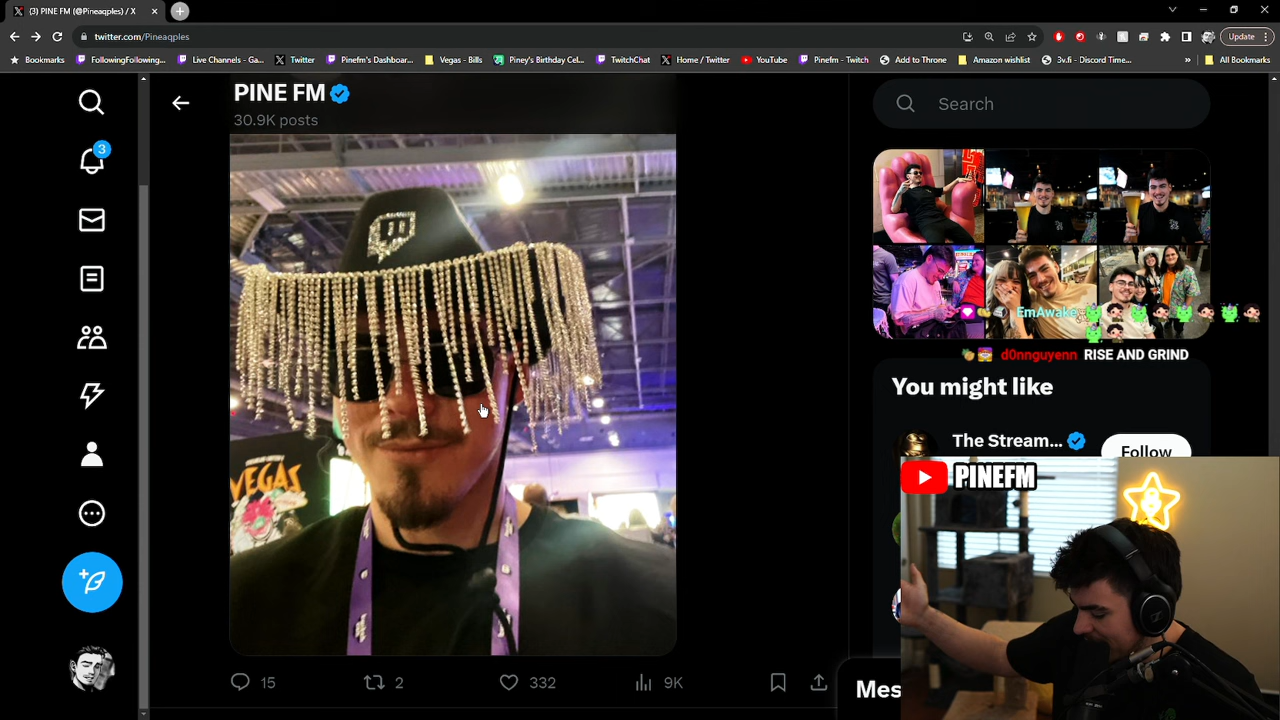 (3) PINE FM (@Pineaqples) / X
twitter.com/Pineaqples
Update
Bookmarks
FollowingFollowing...
Live Channels - Ga...
Twitter
Pinefm's Dashboar...
Vegas - Bills
Piney's Birthday Cel...
TwitchChat
Home / Twitter
YouTube
Pinefm - Twitch
Add to Throne
Amazon wishlist
3v.fi - Discord Time...
»
All Bookmarks
PINE FM
30.9K posts
Search
3
VEGAS
EmAwake
d0nnguyenn RISE AND GRIND
You might like
The Stream...
Follow
PINEFM
15
2
332
9K
Mes